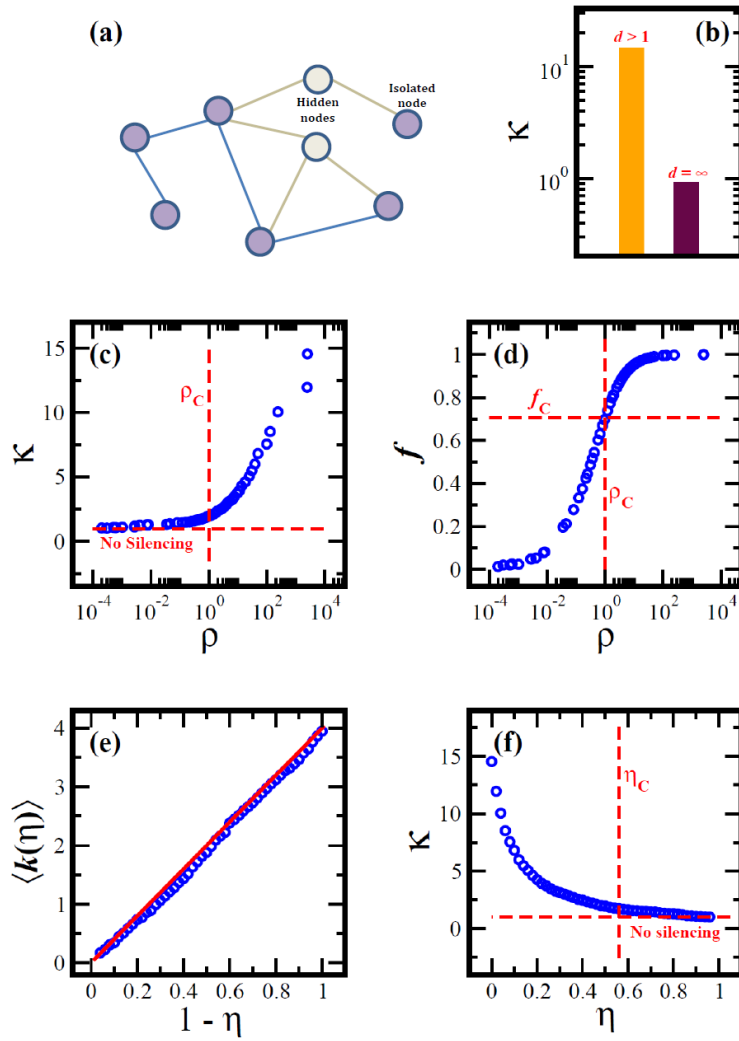 (a)
Hidden
nodes
Isolated
node
(b)
d > 1
d = ∞
10¹
10⁰
κ
(c)
15
10
5
0
κ
ρC
No Silencing
10⁻⁴ 10⁻² 10⁰ 10² 10⁴
ρ
(d)
1
0.8
0.6
0.4
0.2
0
f
fC
ρC
10⁻⁴ 10⁻² 10⁰ 10² 10⁴
ρ
(e)
4
3
2
1
0
⟨k(η)⟩
0 0.2 0.4 0.6 0.8 1
1 - η
(f)
15
10
5
0
κ
ηC
No silencing
0 0.2 0.4 0.6 0.8 1
η